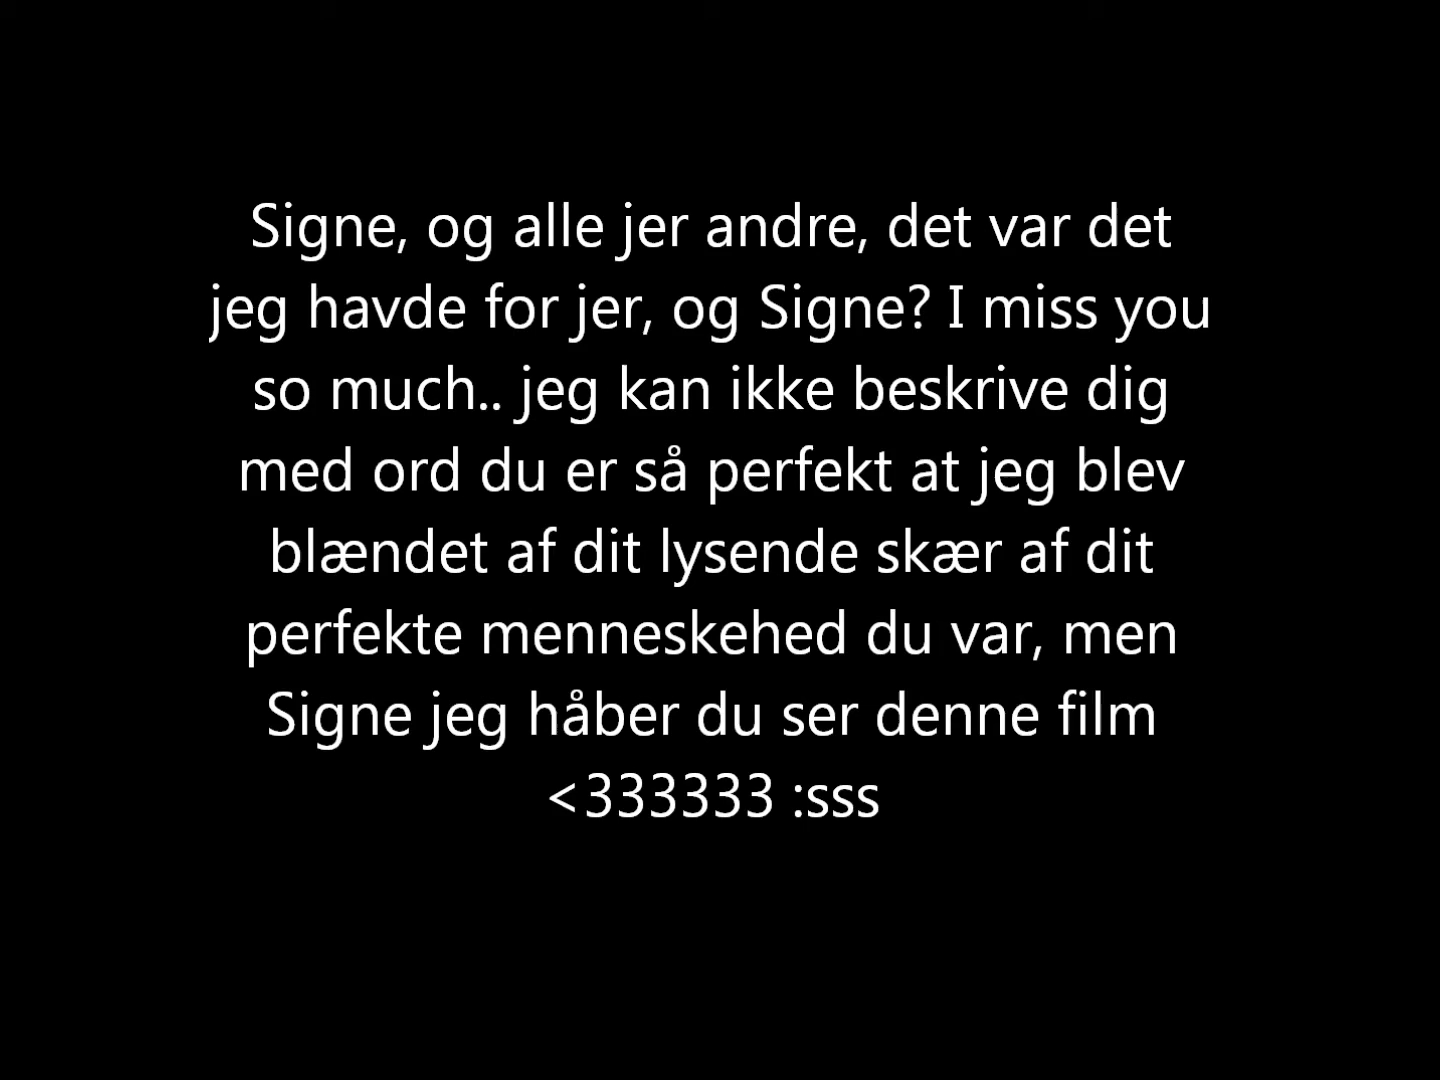 Signe, og alle jer andre, det var det
jeg havde for jer, og Signe? I miss you
so much.. jeg kan ikke beskrive dig
med ord du er så perfekt at jeg blev
blændet af dit lysende skær af dit
perfekte menneskehed du var, men
Signe jeg håber du ser denne film
<333333 :sss